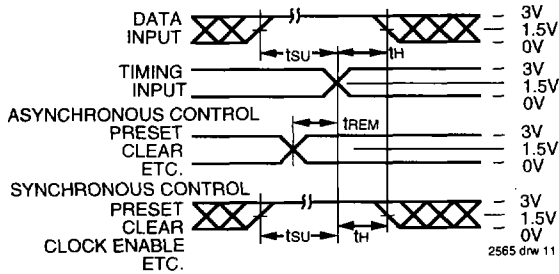 DATA INPUT
3V
1.5V
0V
tSU
tH
TIMING INPUT
3V
1.5V
0V
ASYNCHRONOUS CONTROL
PRESET
CLEAR
ETC.
tREM
3V
1.5V
0V
SYNCHRONOUS CONTROL
PRESET
CLEAR
CLOCK ENABLE
ETC.
tSU
tH
3V
1.5V
0V
2565 drw 11